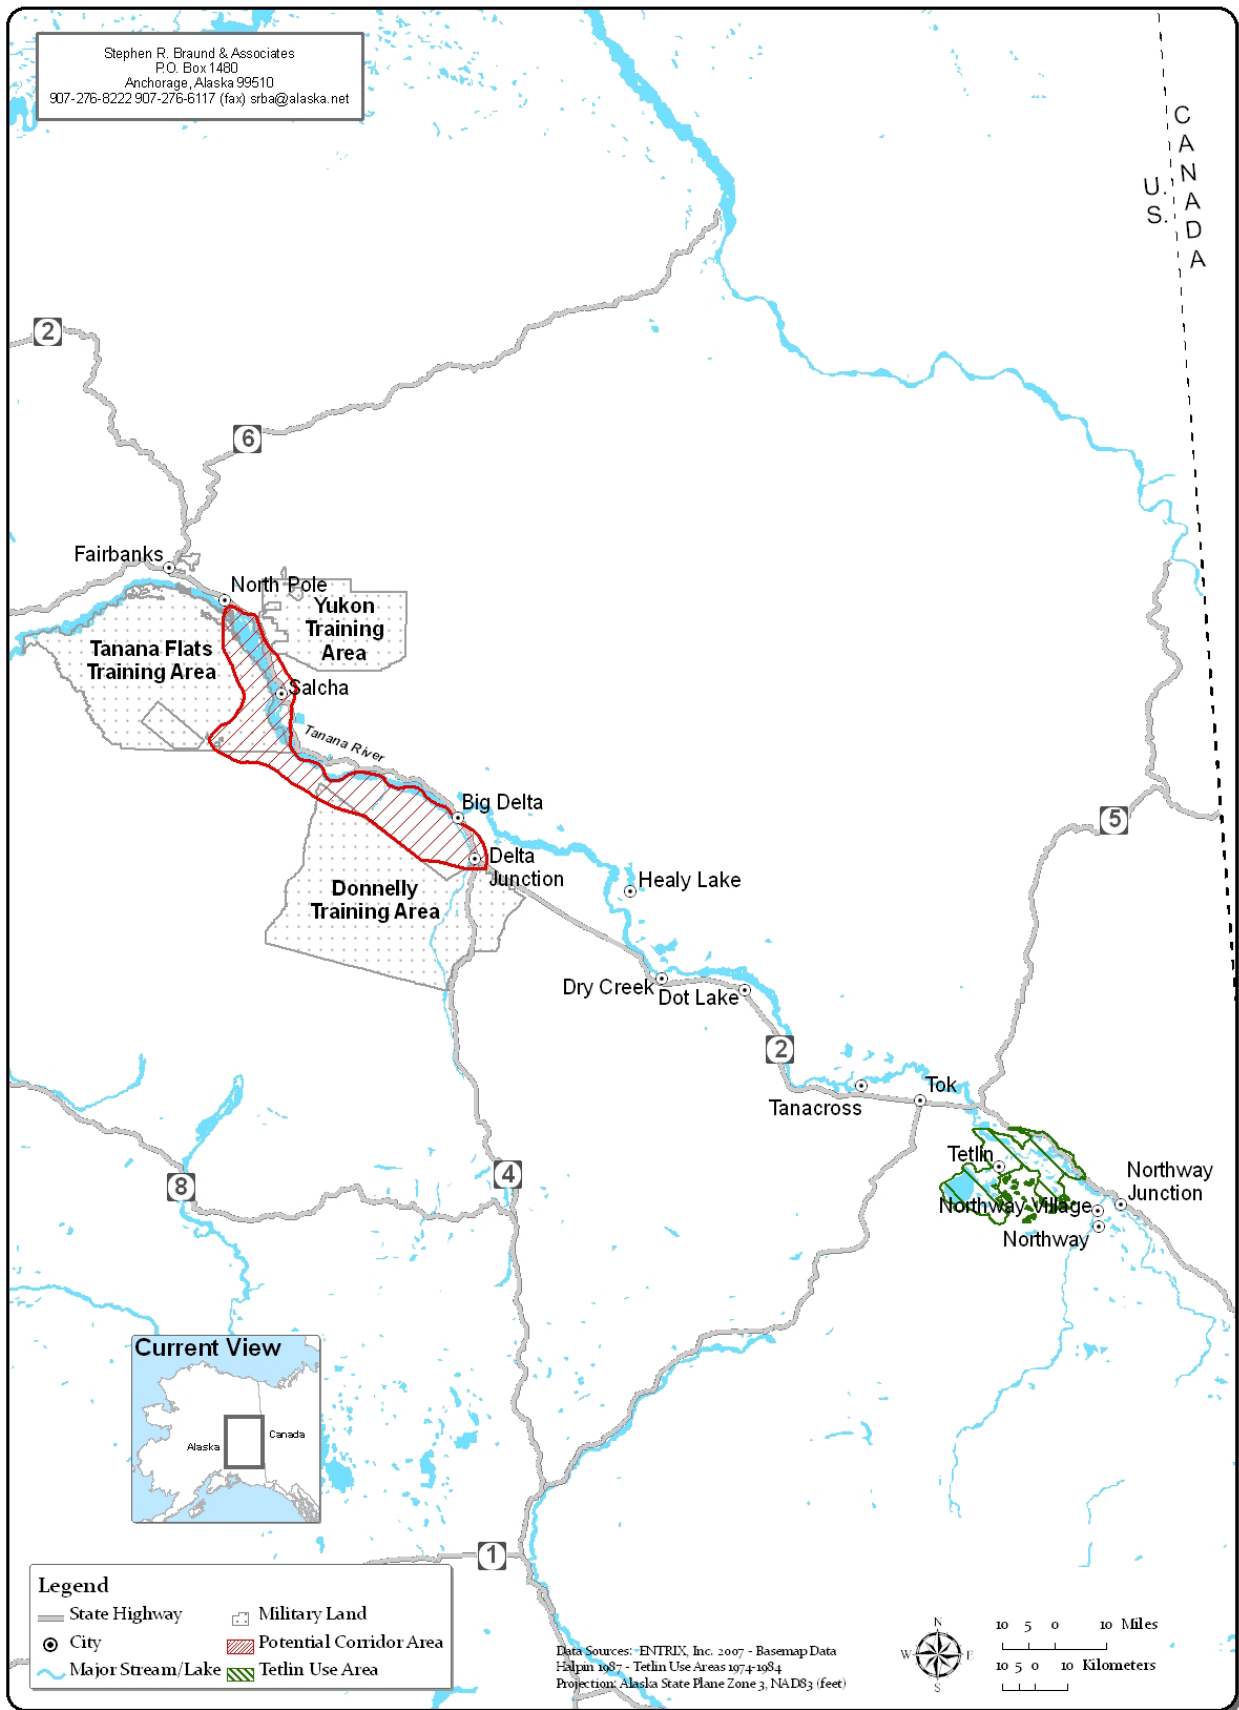 Stephen R. Braund & Associates
P.O. Box 1480
Anchorage, Alaska 99510
907-276-8222 907-276-6117 (fax) srba@alaska.net
CANADA
U.S.
2
6
Fairbanks
North Pole
Yukon
Training
Area
Tanana Flats
Training Area
Salcha
Tanana River
Big Delta
5
Delta
Junction
Healy Lake
Donnelly
Training Area
Dry Creek
Dot Lake
2
Tok
Tanacross
Tetlin
Northway
Junction
4
8
Northway Village
Northway
Current View
Alaska
Canada
1
Legend
State Highway
Military Land
City
Potential Corridor Area
Major Stream/Lake
Tetlin Use Area
Data Sources: ENTRIX, Inc. 2007 - Basemap Data
Halpin 1987 - Tetlin Use Areas 1974-1984
Projection: Alaska State Plane Zone 3, NAD83 (feet)
N
W E
S
10 5 0 10 Miles
10 5 0 10 Kilometers